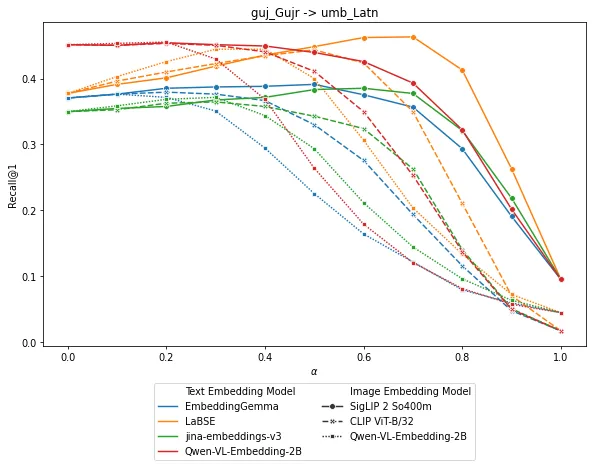 guj_Gujr -> umb_Latn
Recall@1
0.4
0.3
0.2
0.1
0.0
0.0 0.2 0.4 0.6 0.8 1.0
α
Text Embedding Model Image Embedding Model
EmbeddingGemma SigLIP 2 So400m
LaBSE CLIP ViT-B/32
jina-embeddings-v3 Qwen-VL-Embedding-2B
Qwen-VL-Embedding-2B